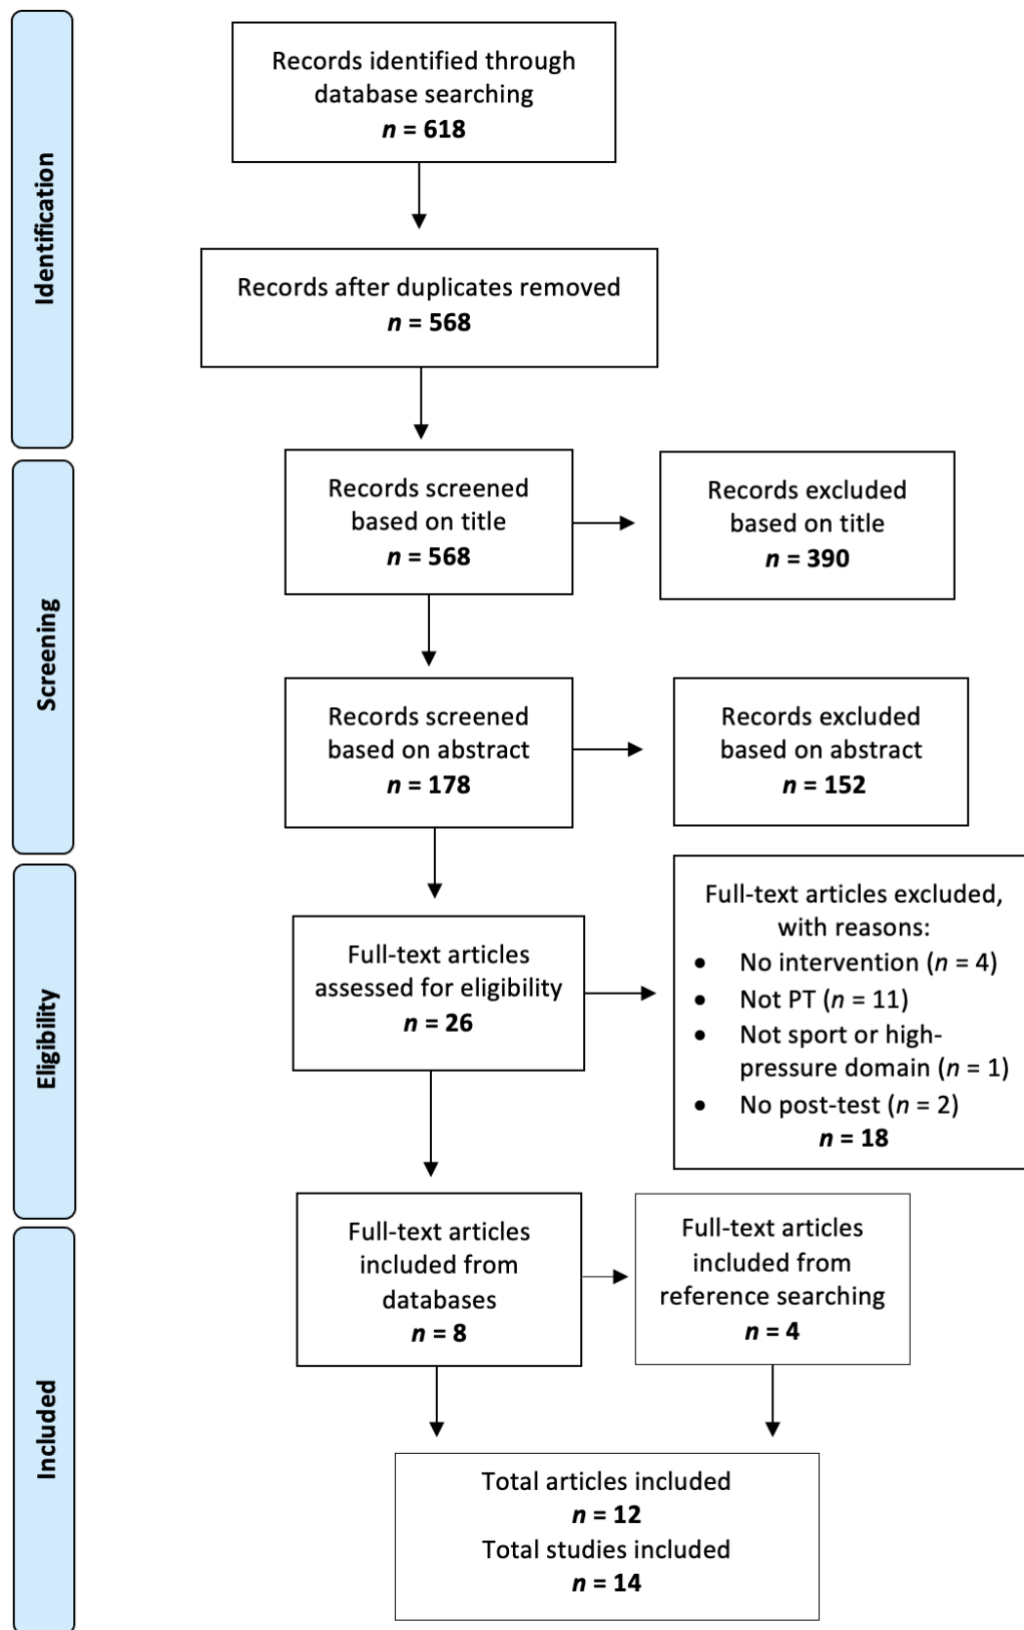 Identification
Records identified through
database searching
n = 618
Records after duplicates removed
n = 568
Screening
Records screened
based on title
n = 568
Records excluded
based on title
n = 390
Records screened
based on abstract
n = 178
Records excluded
based on abstract
n = 152
Eligibility
Full-text articles
assessed for eligibility
n = 26
Full-text articles excluded,
with reasons:
• No intervention (n = 4)
• Not PT (n = 11)
• Not sport or high-
pressure domain (n = 1)
• No post-test (n = 2)
n = 18
Included
Full-text articles
included from
databases
n = 8
Full-text articles
included from
reference searching
n = 4
Total articles included
n = 12
Total studies included
n = 14